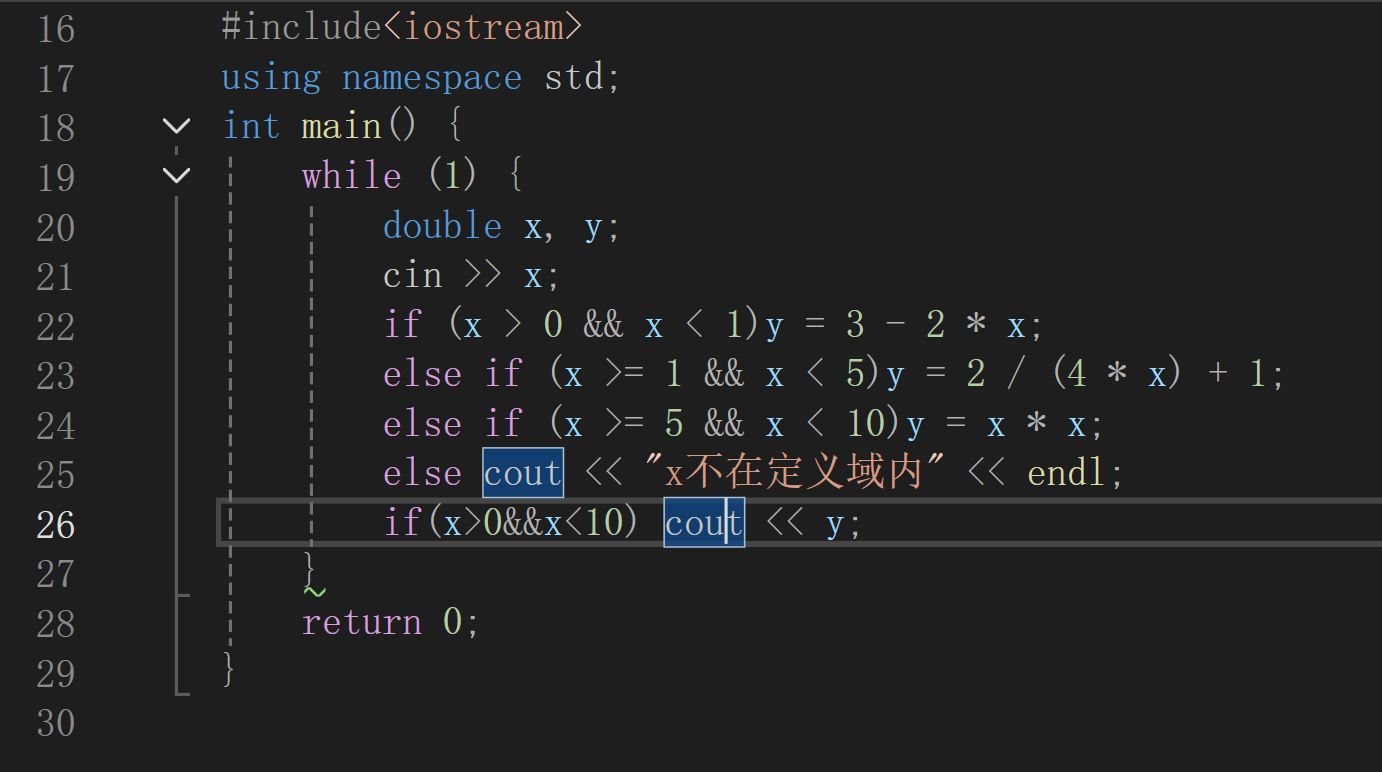 16 #include<iostream>
17 using namespace std;
18 int main() {
19 while (1) {
20 double x, y;
21 cin >> x;
22 if (x > 0 && x < 1)y = 3 - 2 * x;
23 else if (x >= 1 && x < 5)y = 2 / (4 * x) + 1;
24 else if (x >= 5 && x < 10)y = x * x;
25 else cout << "x不在定义域内" << endl;
26 if(x>0&&x<10) cout << y;
27 }
28 return 0;
29 }
30